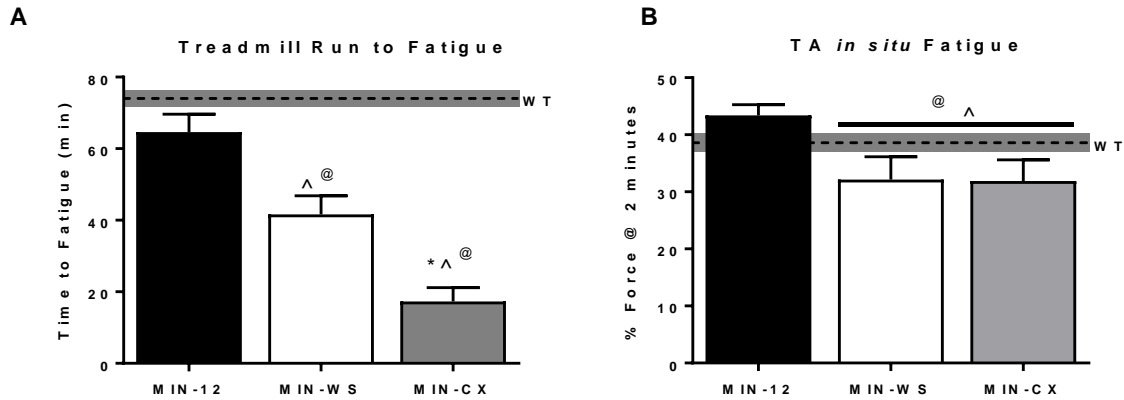 A
Treadmill Run to Fatigue
Time to Fatigue (min)
80
60
40
20
0
WT
^ @
* ^ @
MIN-12
MIN-WS
MIN-CX
B
TA in situ Fatigue
% Force @ 2 minutes
50
40
30
20
10
0
@ ^
WT
MIN-12
MIN-WS
MIN-CX